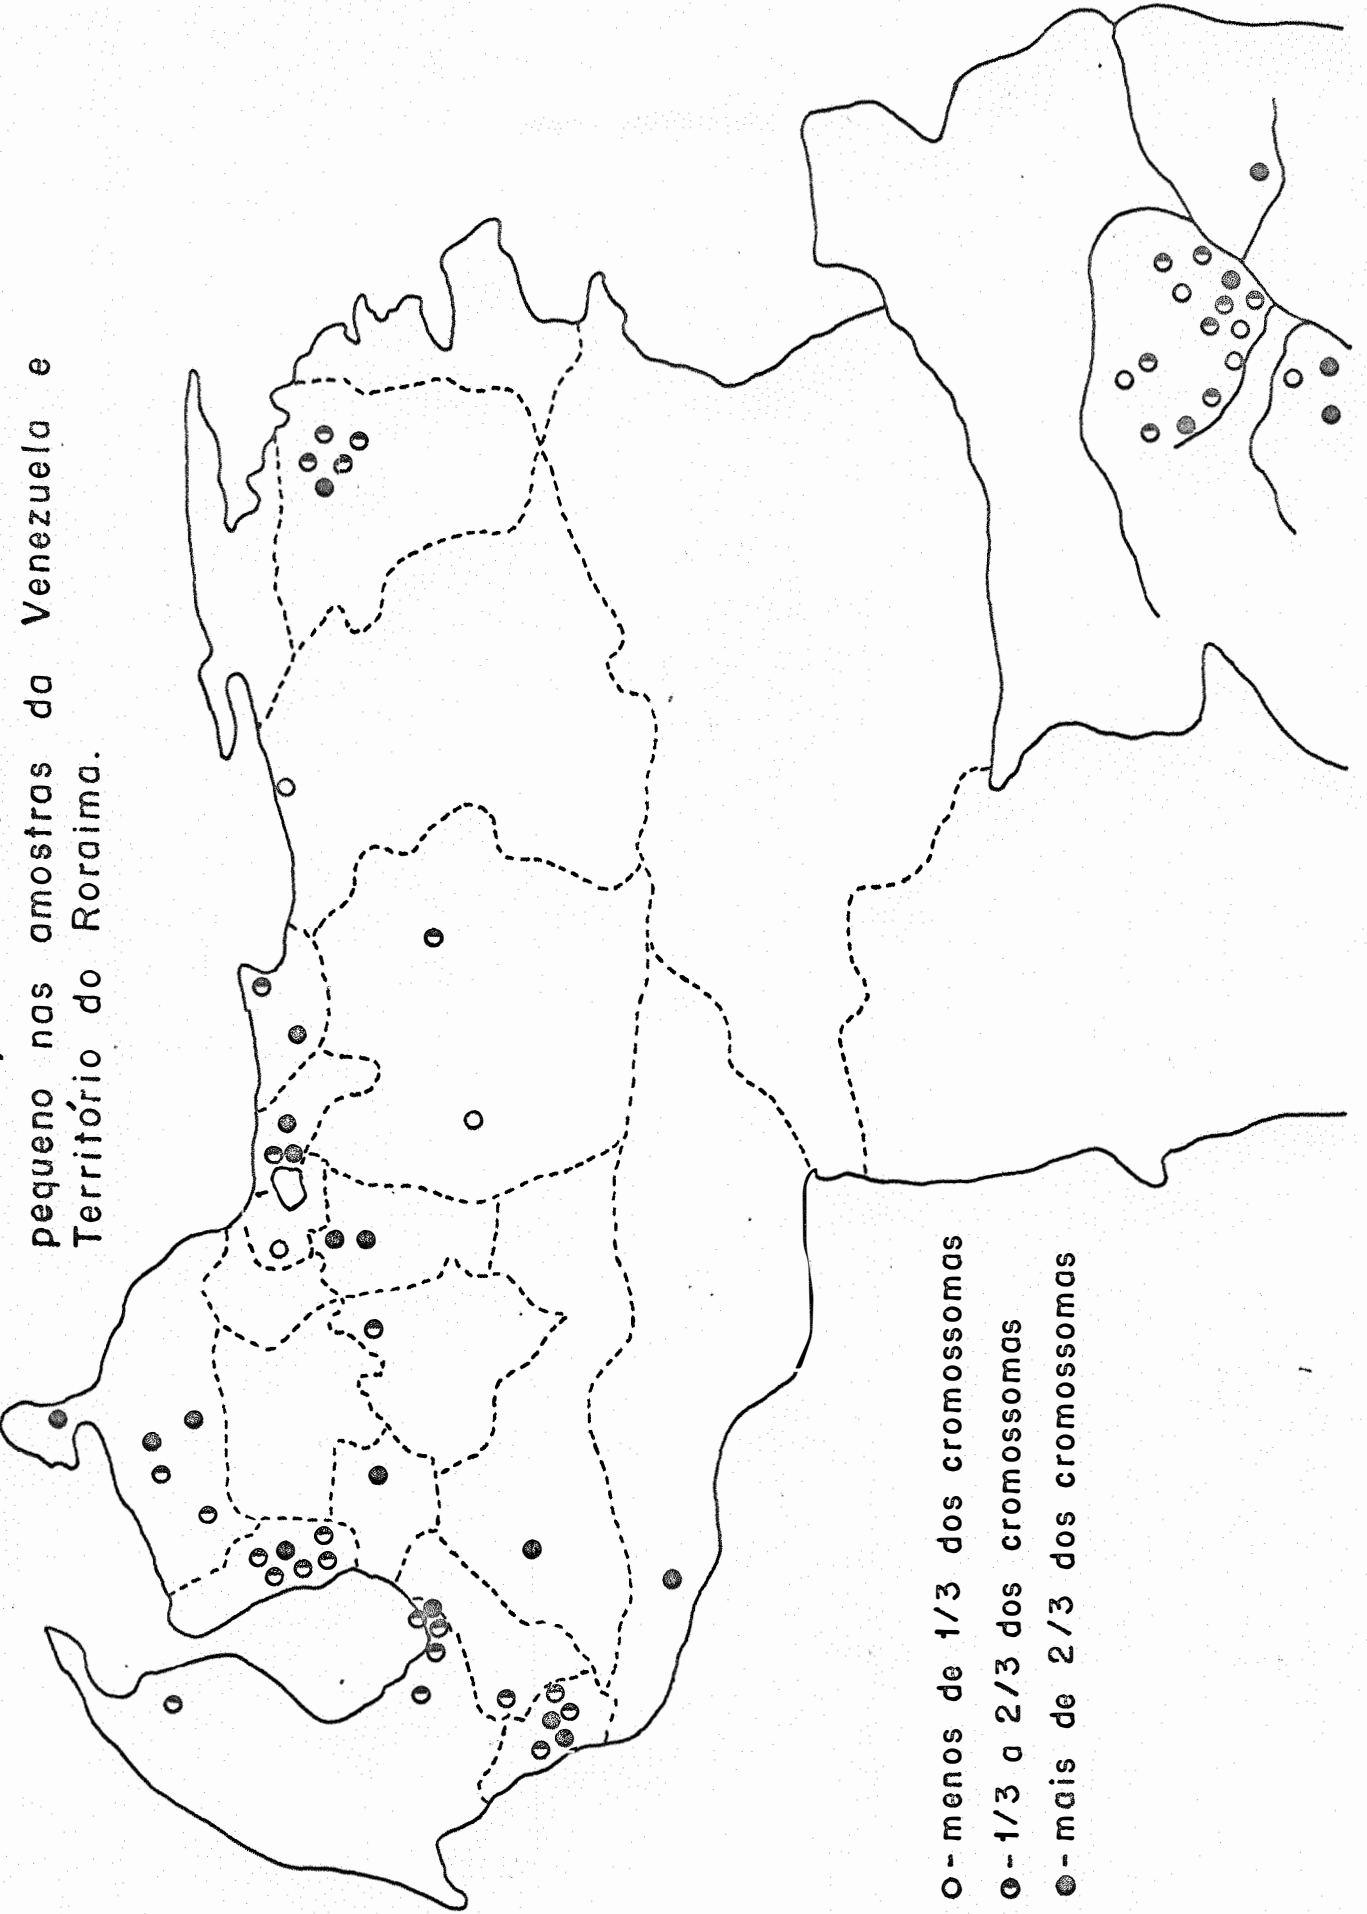 pequeno nas amostras da Venezuela e
Território do Roraima.
- menos de 1/3 dos cromossomas
- 1/3 a 2/3 dos cromossomas
- mais de 2/3 dos cromossomas